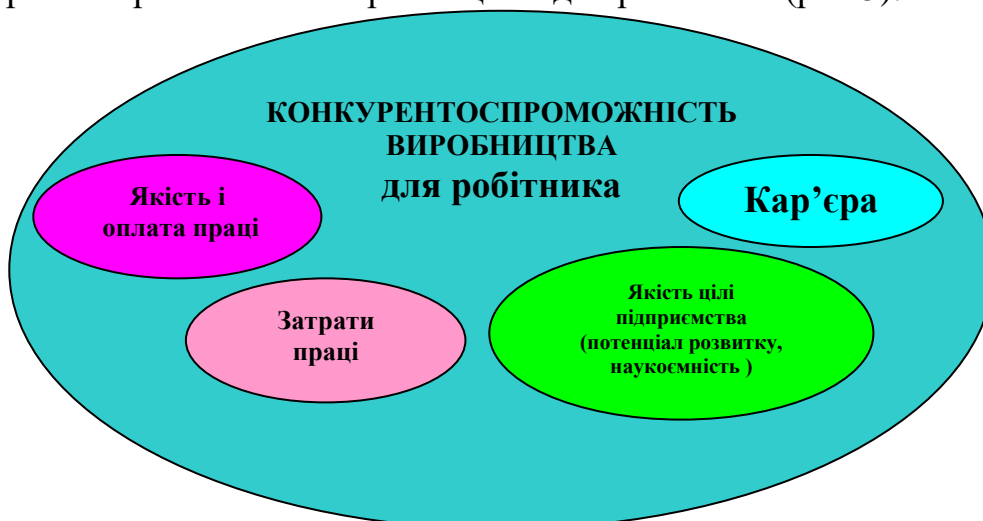 КОНКУРЕНТОСПРОМОЖНІСТЬ
ВИРОБНИЦТВА
для робітника
Якість і
оплата праці
Кар’єра
Затрати
праці
Якість цілі
підприємства
(потенціал розвитку,
наукоємність )